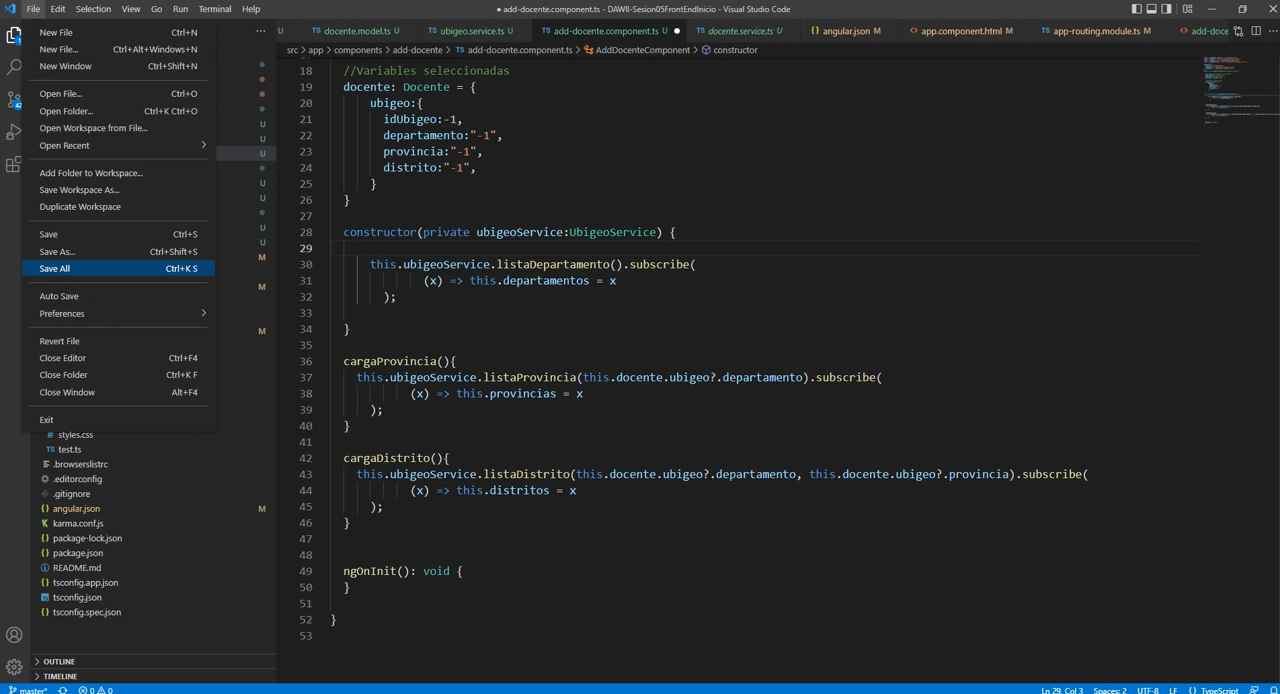 File Edit Selection View Go Run Terminal Help
● add-docente.component.ts - DAWII-Sesion05FrontEndInicio - Visual Studio Code
U docente.model.ts U ubigeo.service.ts U add-docente.component.ts U docente.service.ts U angular.json M app.component.html M app-routing.module.ts M add-doce
src > app > components > add-docente > add-docente.component.ts > AddDocenteComponent > constructor
New File Ctrl+N
New File... Ctrl+Alt+Windows+N
New Window Ctrl+Shift+N
Open File... Ctrl+O
Open Folder... Ctrl+K Ctrl+O
Open Workspace from File...
Open Recent >
Add Folder to Workspace...
Save Workspace As...
Duplicate Workspace
Save Ctrl+S
Save As... Ctrl+Shift+S
Save All Ctrl+K S
Auto Save
Preferences >
Revert File
Close Editor Ctrl+F4
Close Folder Ctrl+K F
Close Window Alt+F4
Exit
U
U
U
U
U
U
U
M
M
M
styles.css
TS test.ts
.browserslistrc
.editorconfig
.gitignore
angular.json M
karma.conf.js
package-lock.json
package.json
README.md
tsconfig.app.json
tsconfig.json
tsconfig.spec.json
> OUTLINE
> TIMELINE
18 //Variables seleccionadas
19 docente: Docente = {
20 ubigeo:{
21 idUbigeo:-1,
22 departamento:"-1",
23 provincia:"-1",
24 distrito:"-1",
25 }
26 }
27
28 constructor(private ubigeoService:UbigeoService) {
29
30 this.ubigeoService.listaDepartamento().subscribe(
31 (x) => this.departamentos = x
32 );
33
34 }
35
36 cargaProvincia(){
37 this.ubigeoService.listaProvincia(this.docente.ubigeo?.departamento).subscribe(
38 (x) => this.provincias = x
39 );
40 }
41
42 cargaDistrito(){
43 this.ubigeoService.listaDistrito(this.docente.ubigeo?.departamento, this.docente.ubigeo?.provincia).subscribe(
44 (x) => this.distritos = x
45 );
46 }
47
48
49 ngOnInit(): void {
50 }
51
52 }
53
master* 0 0 Ln 29, Col 3 Spaces: 2 UTF-8 LF {} TypeScript